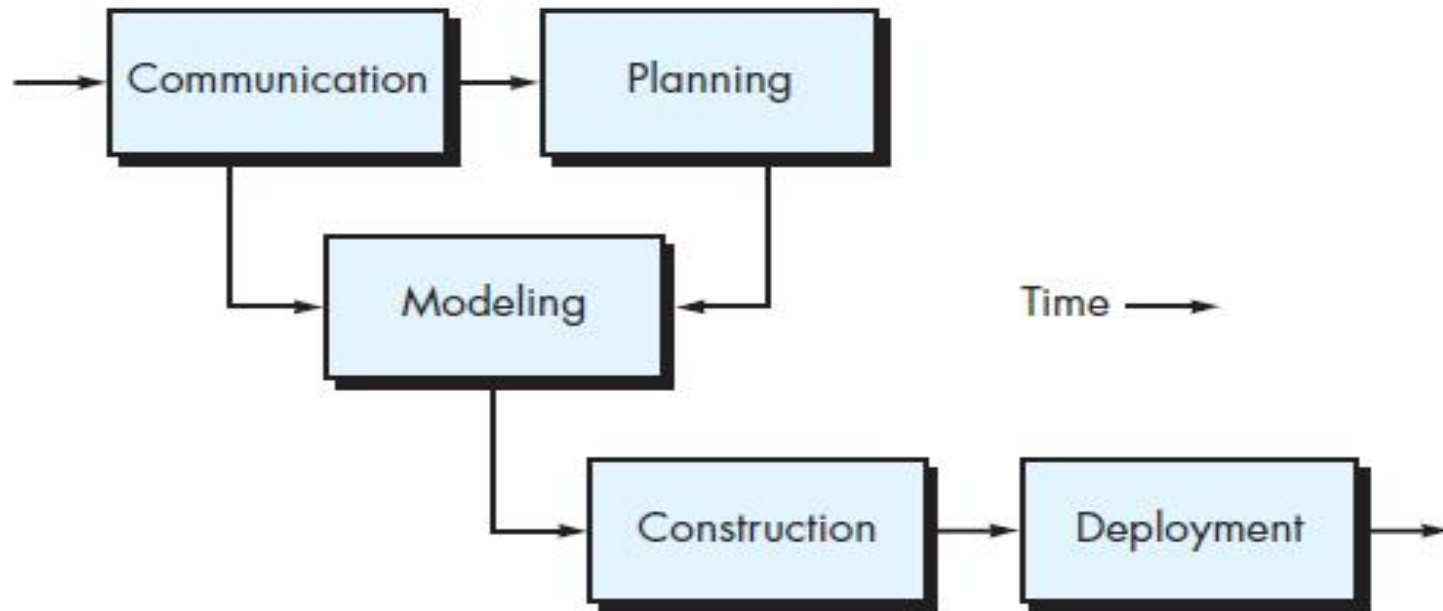 Communication
Planning
Modeling
Time
Construction
Deployment